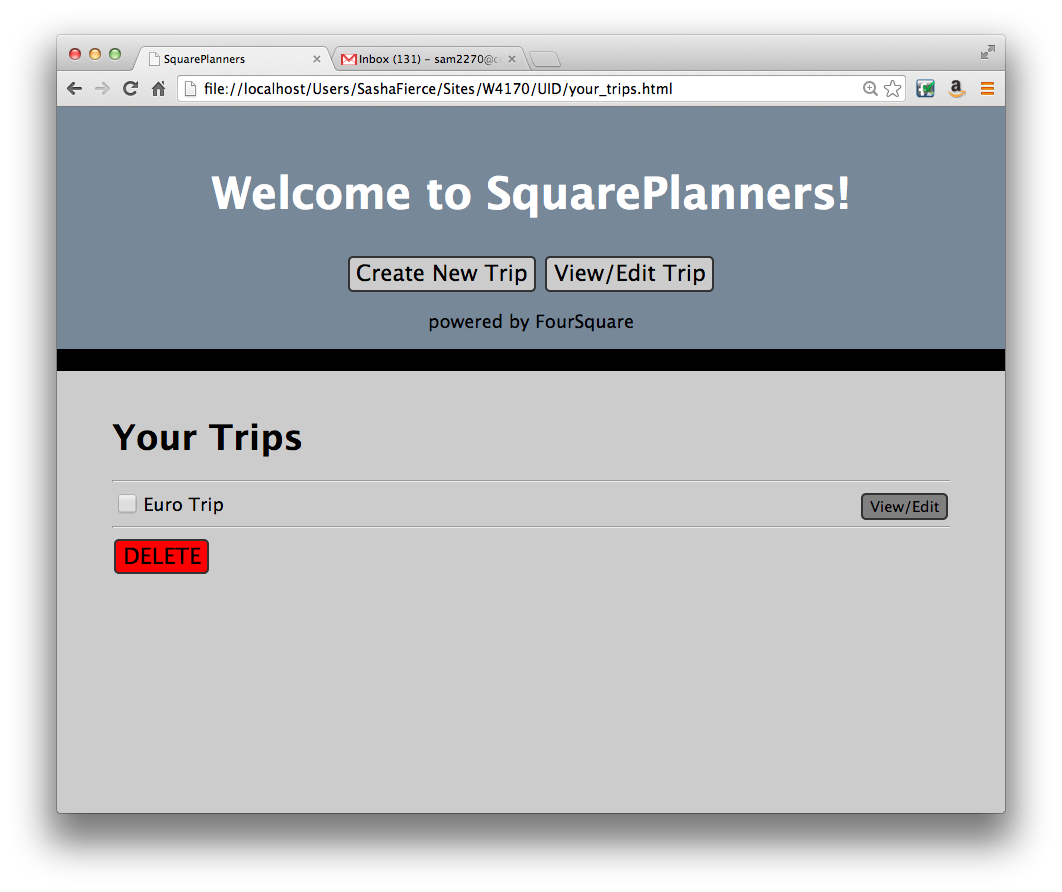 SquarePlanners
Inbox (131) – sam2270@c
file://localhost/Users/SashaFierce/Sites/W4170/UID/your_trips.html
Welcome to SquarePlanners!
Create New Trip View/Edit Trip
powered by FourSquare
Your Trips
Euro Trip View/Edit
DELETE